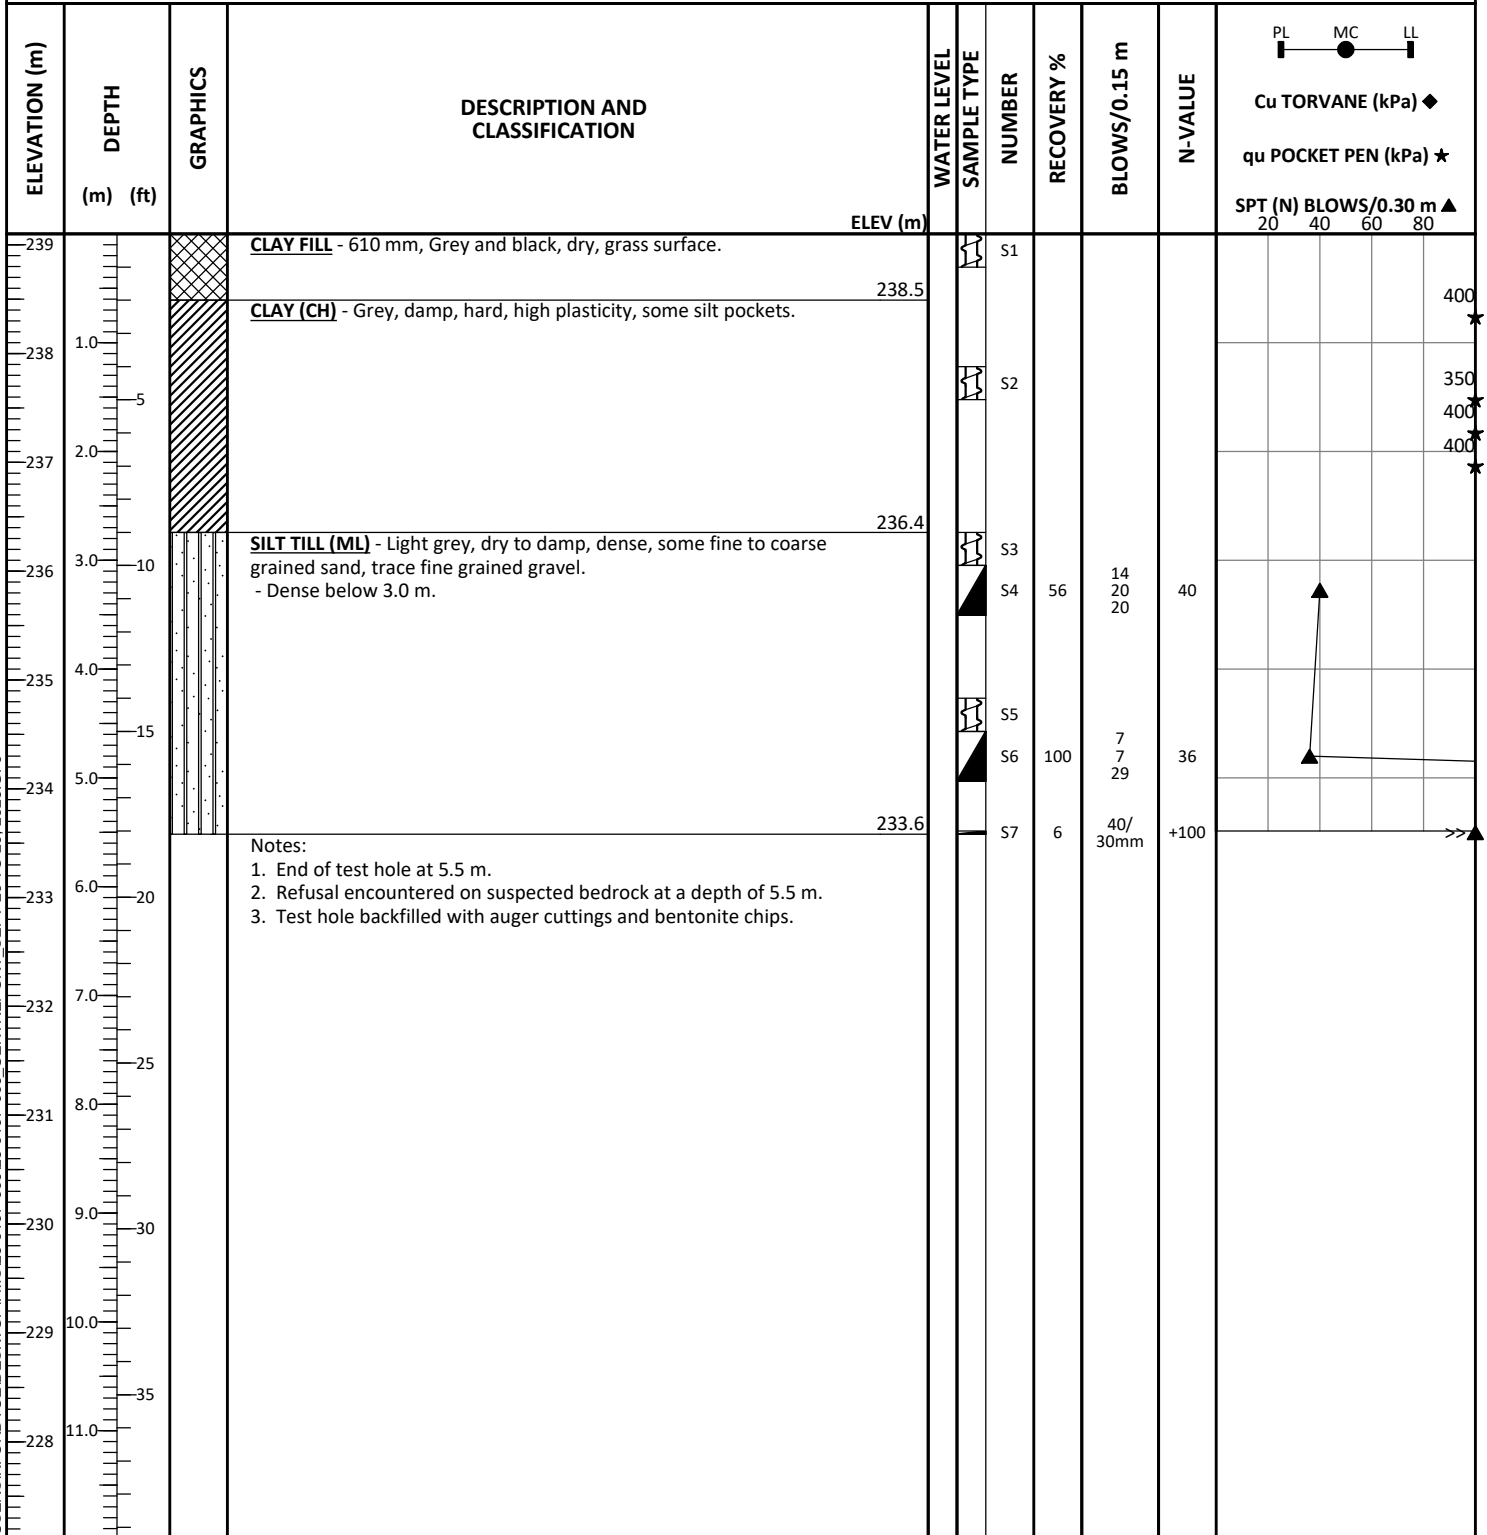 ELEVATION (m)
DEPTH
(m) (ft)
GRAPHICS
DESCRIPTION AND
CLASSIFICATION
ELEV (m)
WATER LEVEL
SAMPLE TYPE
NUMBER
RECOVERY %
BLOWS/0.15 m
N-VALUE
PL MC LL
Cu TORVANE (kPa) ◆
qu POCKET PEN (kPa) ★
SPT (N) BLOWS/0.30 m ▲
20 40 60 80
239
CLAY FILL - 610 mm, Grey and black, dry, grass surface.
S1
238.5
400
CLAY (CH) - Grey, damp, hard, high plasticity, some silt pockets.
1.0
238
S2
350
5
400
2.0
400
237
236.4
SILT TILL (ML) - Light grey, dry to damp, dense, some fine to coarse
grained sand, trace fine grained gravel.
- Dense below 3.0 m.
S3
3.0
10
236
14
S4 56 20 40
20
4.0
235
S5
15
7
S6 100 7 36
29
5.0
234
233.6
S7 6 40/ +100
30mm
>>
Notes:
1. End of test hole at 5.5 m.
2. Refusal encountered on suspected bedrock at a depth of 5.5 m.
3. Test hole backfilled with auger cuttings and bentonite chips.
6.0
233
20
7.0
232
25
8.0
231
9.0
230
30
10.0
229
35
11.0
228